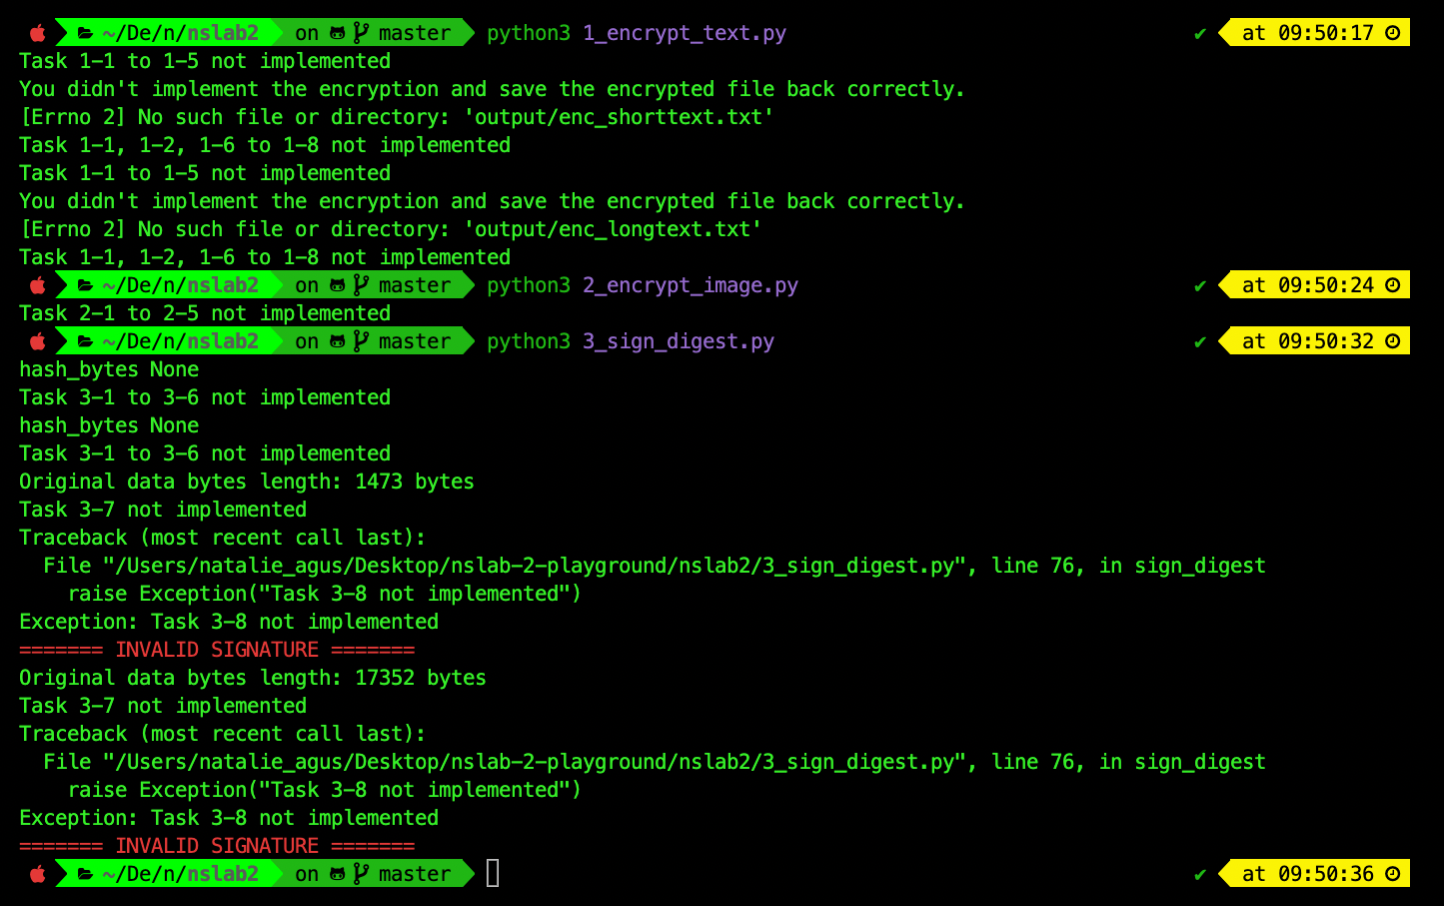 ~/De/n/nslab2 on master python3 1_encrypt_text.py ✔ at 09:50:17
Task 1-1 to 1-5 not implemented
You didn't implement the encryption and save the encrypted file back correctly.
[Errno 2] No such file or directory: 'output/enc_shorttext.txt'
Task 1-1, 1-2, 1-6 to 1-8 not implemented
Task 1-1 to 1-5 not implemented
You didn't implement the encryption and save the encrypted file back correctly.
[Errno 2] No such file or directory: 'output/enc_longtext.txt'
Task 1-1, 1-2, 1-6 to 1-8 not implemented
~/De/n/nslab2 on master python3 2_encrypt_image.py ✔ at 09:50:24
Task 2-1 to 2-5 not implemented
~/De/n/nslab2 on master python3 3_sign_digest.py ✔ at 09:50:32
hash_bytes None
Task 3-1 to 3-6 not implemented
hash_bytes None
Task 3-1 to 3-6 not implemented
Original data bytes length: 1473 bytes
Task 3-7 not implemented
Traceback (most recent call last):
  File "/Users/natalie_agus/Desktop/nslab-2-playground/nslab2/3_sign_digest.py", line 76, in sign_digest
    raise Exception("Task 3-8 not implemented")
Exception: Task 3-8 not implemented
======= INVALID SIGNATURE =======
Original data bytes length: 17352 bytes
Task 3-7 not implemented
Traceback (most recent call last):
  File "/Users/natalie_agus/Desktop/nslab-2-playground/nslab2/3_sign_digest.py", line 76, in sign_digest
    raise Exception("Task 3-8 not implemented")
Exception: Task 3-8 not implemented
======= INVALID SIGNATURE =======
~/De/n/nslab2 on master ✔ at 09:50:36